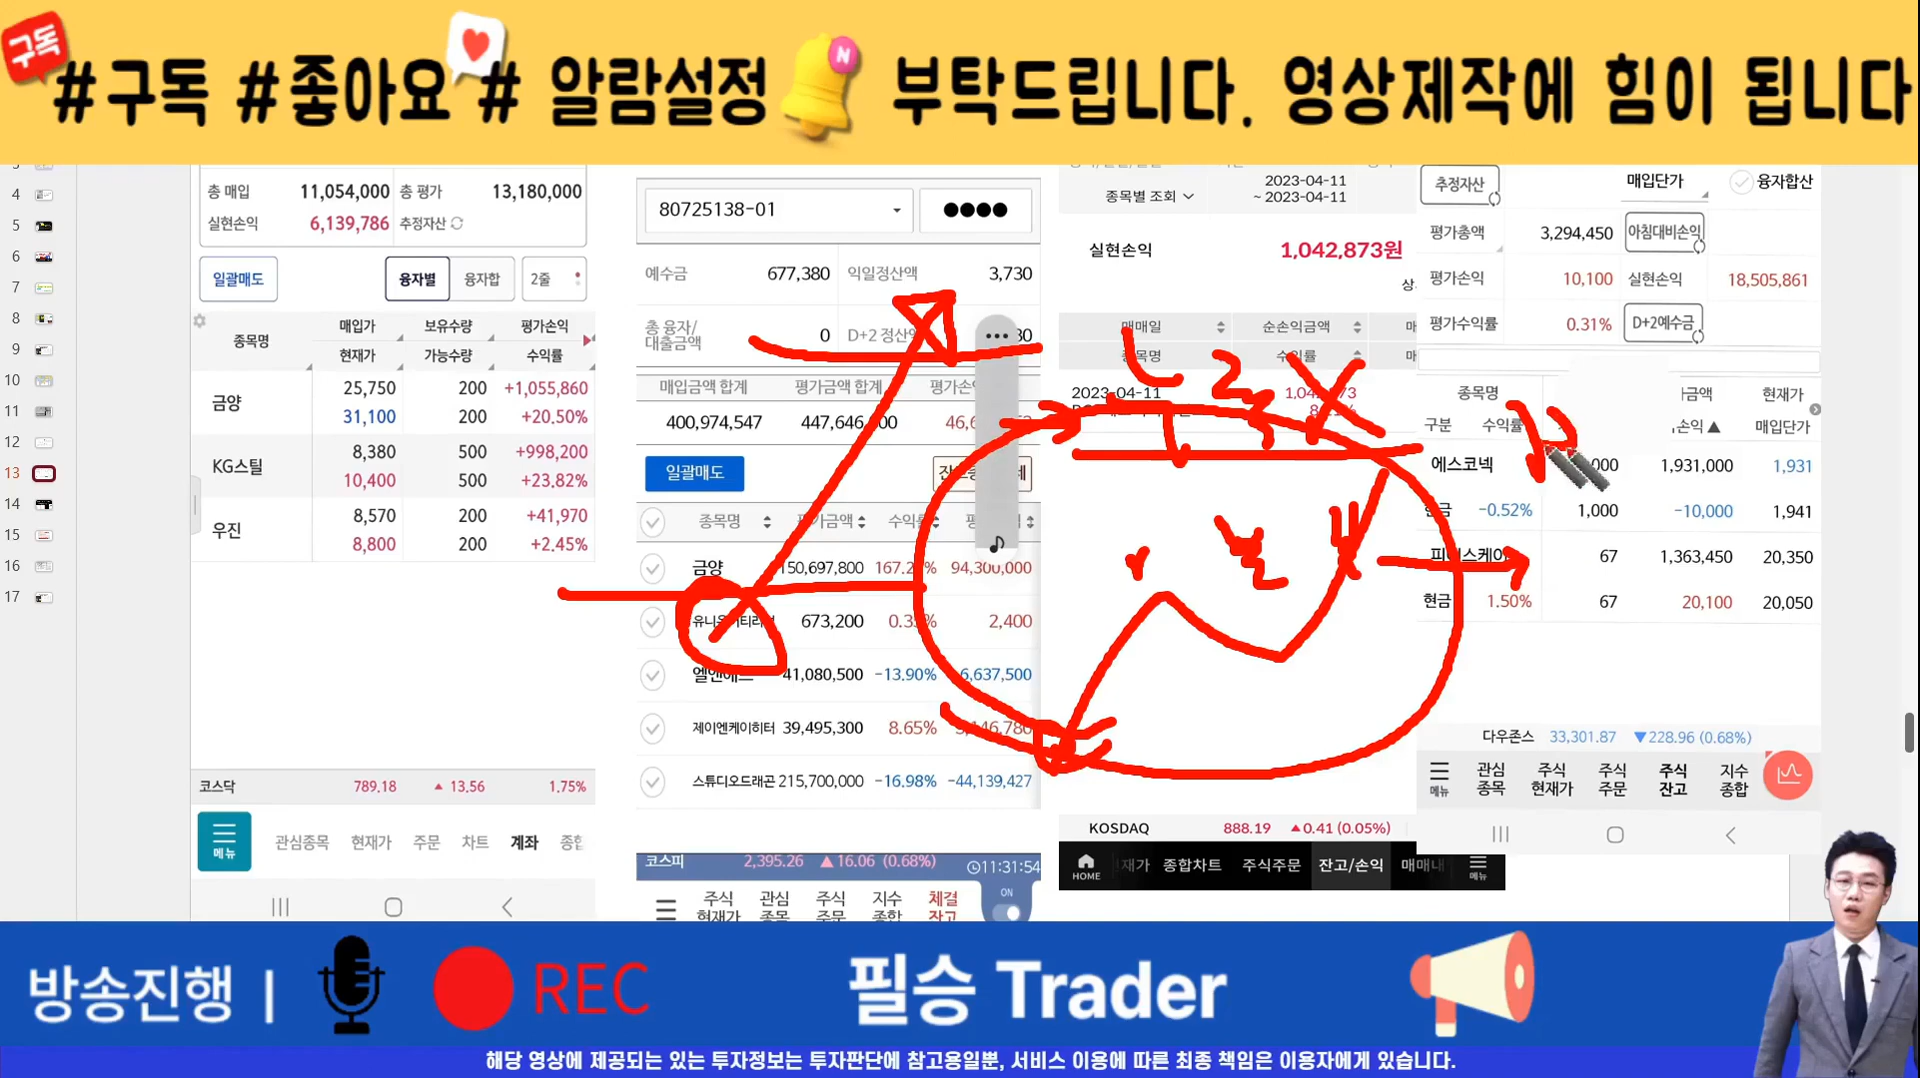 구독
#구독 #좋아요 # 알람설정 부탁드립니다. 영상제작에 힘이 됩니다
N
4
5
6
7
8
9
10
11
12
13
14
15
16
17
총 매입 11,054,000 총 평가 13,180,000
실현손익 6,139,786 추정자산
일괄매도 융자별 융자합 2줄
종목명 매입가 보유수량 평가손익
현재가 가능수량 수익률
금양 25,750 200 +1,055,860
31,100 200 +20.50%
KG스틸 8,380 500 +998,200
10,400 500 +23.82%
우진 8,570 200 +41,970
8,800 200 +2.45%
코스닥 789.18 ▲ 13.56 1.75%
메뉴 관심종목 현재가 주문 차트 계좌
80725138-01 ●●●●
예수금 677,380 익일정산액 3,730
총 융자/대출금액 0 D+2
매입금액 합계 평가금액 합계
400,974,547
일괄매도
종목명 수익률
금양 150,697,800 94,300,000
673,200 2,400
41,080,500 -13.90%
제이엔케이히터 39,495,300 8.65%
스튜디오드래곤 215,700,000 -16.98% -44,139,427
코스피 2,395.26 ▲ 16.06 (0.68%) 11:31:54
ON
주식현재가 관심종목 주식주문 지수종합 체결잔고
종목별 조회 2023-04-11
~ 2023-04-11
실현손익 1,042,873원
매매일 순손익금액
종목명 수익률
2023-04-11
KOSDAQ 888.19 ▲0.41 (0.05%)
HOME 종합차트 주식주문 잔고/손익 메뉴
추정자산 매입단가 융자합산
평가총액 3,294,450 아침대비손익
평가손익 10,100 실현손익 18,505,861
평가수익률 0.31% D+2예수금
종목명 현재가
구분 수익률 매입단가
에스코넥 1,931,000 1,931
현금 -0.52% 1,000 -10,000 1,941
67 1,363,450 20,350
현금 1.50% 67 20,100 20,050
다우존스 33,301.87 ▼228.96 (0.68%)
메뉴 관심종목 주식현재가 주식주문 주식잔고 지수종합
방송진행 | REC 필승 Trader
해당 영상에 제공되는 있는 투자정보는 투자판단에 참고용일뿐, 서비스 이용에 따른 최종 책임은 이용자에게 있습니다.